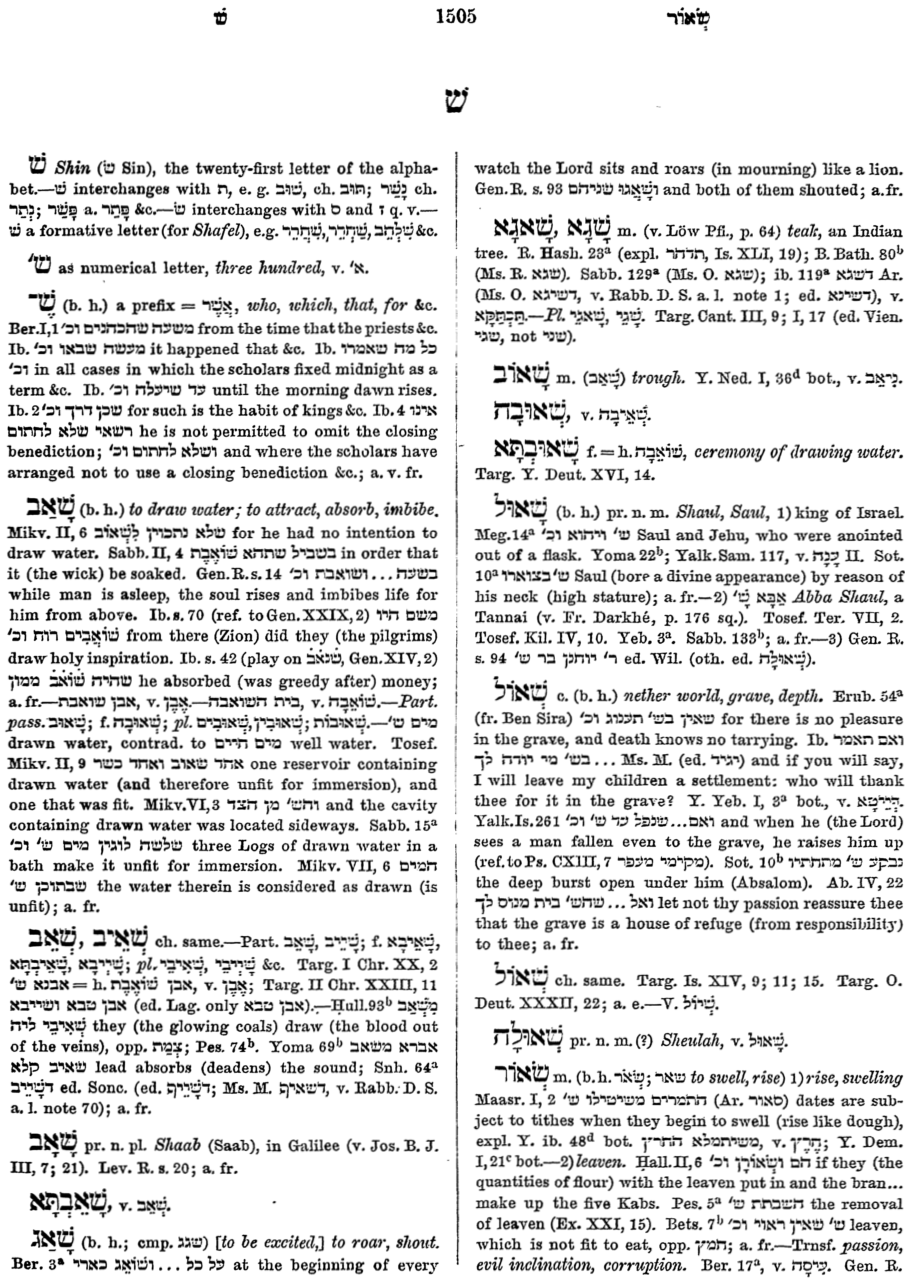 שׁ 1505 שְׂאוֹר
שׁ
שׁ Shin (שׂ Sin), the twenty-first letter of the alpha-
bet.—שׁ interchanges with ת, e. g. שׁוּב, ch. תּוּב; נָשַׁר ch.
נְתַר; פָּשַׁר a. פָּתַר &c.—שׂ interchanges with ס and ז q. v.—
שׁ a formative letter (for Shafel), e.g. שַׁלְהֵב, שַׁחְדֵר, שַׁחֲרֵר &c.
שׁ׳ as numerical letter, three hundred, v. א׳.
שֶׁ־ (b. h.) a prefix = אֲשֶׁר, who, which, that, for &c.
Ber.I,1 משעה שהכהנים וכ׳ from the time that the priests &c.
Ib. מעשה שבאו וכ׳ it happened that &c. Ib. כל מה שאמרו
וכ׳ in all cases in which the scholars fixed midnight as a
term &c. Ib. עד שיעלה וכ׳ until the morning dawn rises.
Ib. 2 שכן דרך וכ׳ for such is the habit of kings &c. Ib. 4 אינו
רשאי שלא לחתום he is not permitted to omit the closing
benediction; ושלא לחתום וכ׳ and where the scholars have
arranged not to use a closing benediction &c.; a. v. fr.
שָׁאַב (b. h.) to draw water; to attract, absorb, imbibe.
Mikv. II, 6 שלא נתכוין לִשְׁאוֹב for he had no intention to
draw water. Sabb. II, 4 בשביל שתהא שׁוֹאֶבֶת in order that
it (the wick) be soaked. Gen. R. s. 14 בשעה ... ושואבת וכ׳
while man is asleep, the soul rises and imbibes life for
him from above. Ib. s. 70 (ref. to Gen. XXIX, 2) משם היו
שׁוֹאֲבִים רוח וכ׳ from there (Zion) did they (the pilgrims)
draw holy inspiration. Ib. s. 42 (play on שִׁנְאָב, Gen. XIV, 2)
שהיה שׁוֹאֵב ממון he absorbed (was greedy after) money;
a. fr.—אבן שואבת, v. אֶבֶן.—בית השואבה, v. שׁוֹאֵבָה.—Part.
pass. שָׁאוּב; f. שְׁאוּבָה; pl. שְׁאוּבִים, שְׁאוּבִין; שְׁאוּבוֹת.—מים ש׳
drawn water, contrad. to מים חיים well water. Tosef.
Mikv. II, 9 אחד שאוב ואחד כשר one reservoir containing
drawn water (and therefore unfit for immersion), and
one that was fit. Mikv. VI, 3 והש׳ מן הצד and the cavity
containing drawn water was located sideways. Sabb. 15a
שלשה לוגין מים ש׳ וכ׳ three Logs of drawn water in a
bath make it unfit for immersion. Mikv. VII, 6 המים
שבתוכן ש׳ the water therein is considered as drawn (is
unfit); a. fr.
שְׁאֵב, שְׁאֵיב ch. same.—Part. שָׁאֵב, שָׁיֵיב; f. שָׁאֵיבָא,
שָׁאֵיבְתָּא, שָׁיְיבָא; pl. שָׁאֵיבֵי, שָׁיְיבֵי &c. Targ. I Chr. XX, 2
אבנא ש׳ = h. אבן שׁוֹאֶבֶת, v. אֶבֶן; Targ. II Chr. XXIII, 11
אבן טבא ושייבא (ed. Lag. only אבן טבא).—Hull. 93b מִשְׁאַב
שָׁאֵיבֵי ליה they (the glowing coals) draw (the blood out
of the veins), opp. צְמַת; Pes. 74b. Yoma 69b אברא משאב
שאיב קלא lead absorbs (deadens) the sound; Snh. 64a
דשָׁיֵיב ed. Sonc. (ed. דשָׁיֵיף; Ms. M. דשאיף, v. Rabb. D. S.
a. l. note 70); a. fr.
שָׁאָב pr. n. pl. Shaab (Saab), in Galilee (v. Jos. B. J.
III, 7; 21). Lev. R. s. 20; a. fr.
שָׁאֵבְתָּא, v. שְׁאֵב.
שָׁאַג (b. h.; cmp. שגג) [to be excited,] to roar, shout.
Ber. 3a על כל ... ושואג כארי at the beginning of every
watch the Lord sits and roars (in mourning) like a lion.
Gen. R. s. 93 וְשָׁאֲגוּ שניהם and both of them shouted; a. fr.
שָׁאגָא, שָׁגָא m. (v. Löw Pfl., p. 64) teak, an Indian
tree. R. Hash. 23a (expl. תדהר, Is. XLI, 19); B. Bath. 80b
(Ms. R. שגא). Sabb. 129a (Ms. O. שגא); ib. 119a דשגא Ar.
(Ms. O. דשירגא, v. Rabb. D. S. a. l. note 1; ed. דשירא), v.
תַּכְתַּקָּא.—Pl. שָׁאגֵי, שָׁגֵי. Targ. Cant. III, 9; I, 17 (ed. Vien.
שגי, not שני).
שָׁאוֹב m. (שָׁאַב) trough. Y. Ned. I, 36d bot., v. נְרָאב.
שְׁאוּבָה, v. שְׁאֵיבָה.
שָׁאוּבְתָּא f. = h. שׁוֹאֵבָה, ceremony of drawing water.
Targ. Y. Deut. XVI, 14.
שָׁאוּל (b. h.) pr. n. m. Shaul, Saul, 1) king of Israel.
Meg. 14a ש׳ ויהוא וכ׳ Saul and Jehu, who were anointed
out of a flask. Yoma 22b; Yalk. Sam. 117, v. עָנָה II. Sot.
10a ש׳ בצוארו Saul (bore a divine appearance) by reason of
his neck (high stature); a. fr.—2) אַבָּא שָׁ׳ Abba Shaul, a
Tannai (v. Fr. Darkhé, p. 176 sq.). Tosef. Ter. VII, 2.
Tosef. Kil. IV, 10. Yeb. 3a. Sabb. 133b; a. fr.—3) Gen. R.
s. 94 ר׳ יוחנן בר ש׳ ed. Wil. (oth. ed. שְׁאוּלָה).
שְׁאוֹל c. (b. h.) nether world, grave, depth. Erub. 54a
(fr. Ben Sira) שאין בש׳ תענוג וכ׳ for there is no pleasure
in the grave, and death knows no tarrying. Ib. ואם תאמר
בש׳ מי יודה לך ... Ms. M. (ed. יגיד) and if you will say,
I will leave my children a settlement: who will thank
thee for it in the grave? Y. Yeb. I, 3a bot., v.
Yalk. Is. 261 ואם...שנפל עד ש׳ וכ׳ and when he (the Lord)
sees a man fallen even to the grave, he raises him up
(ref. to Ps. CXIII, 7 מקימי מעפר). Sot. 10b נבקע ש׳ מתחתיו
the deep burst open under him (Absalom). Ab. IV, 22
ואל ... שהש׳ בית מנוס לך let not thy passion reassure thee
that the grave is a house of refuge (from responsibility)
to thee; a. fr.
שְׁאוֹל ch. same. Targ. Is. XIV, 9; 11; 15. Targ. O.
Deut. XXXII, 22; a. e.—V. שְׁיוֹל.
שְׁאוּלָה pr. n. m. (?) Sheulah, v. שָׁאוּל.
שְׂאוֹר m. (b. h. שְׂאֹר; שאר to swell, rise) 1) rise, swelling
Maasr. I, 2 התמרים משיטילו ש׳ (Ar. סאור) dates are sub-
ject to tithes when they begin to swell (rise like dough),
expl. Y. ib. 48d bot. משיתמלא החרץ, v. חָרִץ; Y. Dem.
I, 21c bot.—2) leaven. Hall. II, 6 הם וּשְׂאוֹרָן וכ׳ if they (the
quantities of flour) with the leaven put in and the bran...
make up the five Kabs. Pes. 5a השבתת ש׳ the removal
of leaven (Ex. XXI, 15). Bets. 7b ש׳ שאין ראוי וכ׳ leaven,
which is not fit to eat, opp. חמץ; a. fr.—Trnsf. passion,
evil inclination, corruption. Ber. 17a, v. עִיסָה. Gen. R.